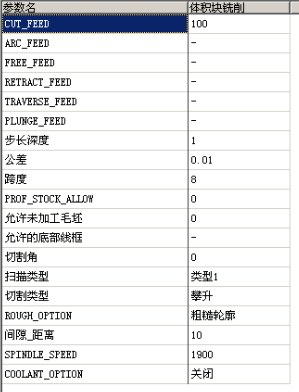 参数名 体积块铣削
CUT_FEED 100
ARC_FEED -
FREE_FEED -
RETRACT_FEED -
TRAVERSE_FEED -
PLUNGE_FEED -
步长深度 1
公差 0.01
跨度 8
PROF_STOCK_ALLOW 0
允许未加工毛坯 0
允许的底部线框 -
切割角 0
扫描类型 类型1
切割类型 攀升
ROUGH_OPTION 粗糙轮廓
间隙_距离 10
SPINDLE_SPEED 1900
COOLANT_OPTION 关闭